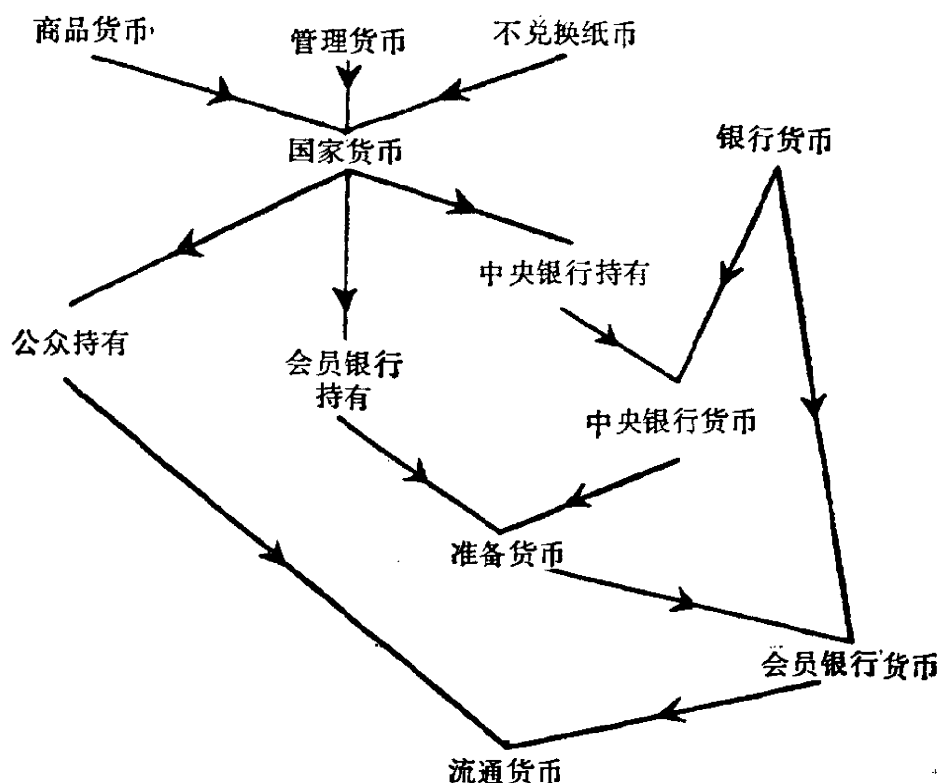 商品货币
管理货币
不兑换纸币
国家货币
银行货币
中央银行持有
公众持有
会员银行
持有
中央银行货币
准备货币
会员银行货币
流通货币